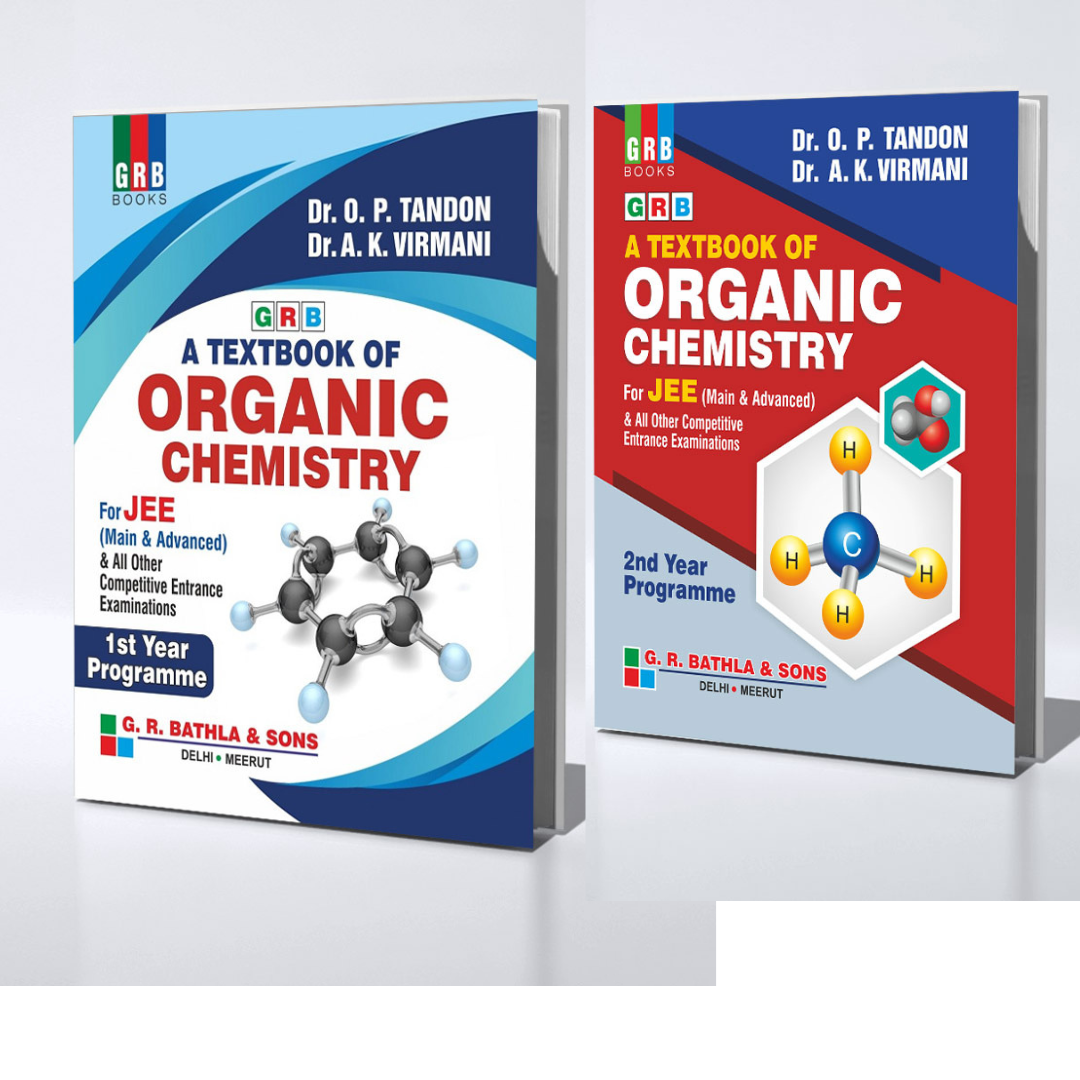 GRB
BOOKS
Dr. O. P. TANDON
Dr. A. K. VIRMANI
GRB
A TEXTBOOK OF
ORGANIC
CHEMISTRY
For JEE
(Main & Advanced)
& All Other
Competitive Entrance
Examinations
1st Year
Programme
G. R. BATHLA & SONS
DELHI • MEERUT
GRB
BOOKS
Dr. O. P. TANDON
Dr. A. K. VIRMANI
GRB
A TEXTBOOK OF
ORGANIC
CHEMISTRY
For JEE (Main & Advanced)
& All Other Competitive
Entrance Examinations
H
C
H
H
H
2nd Year
Programme
G. R. BATHLA & SONS
DELHI • MEERUT